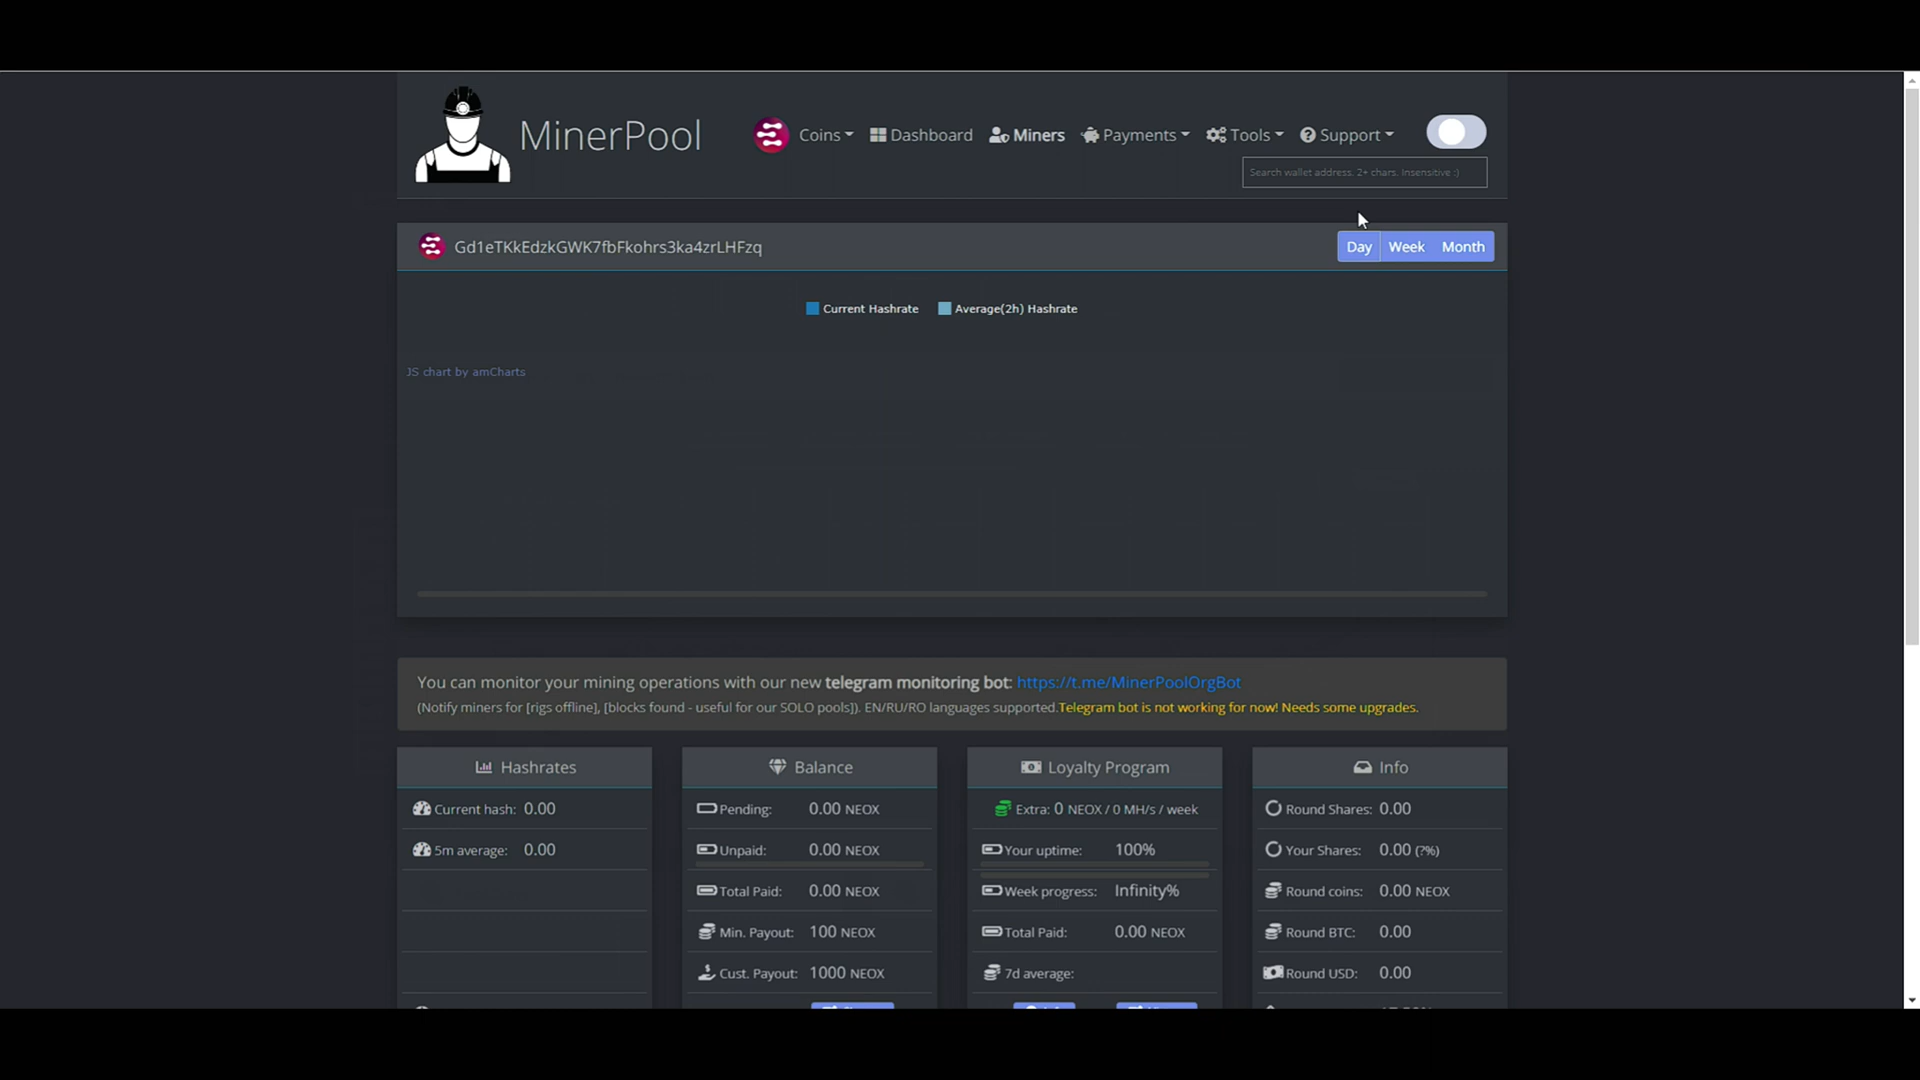 MinerPool
Coins Dashboard Miners Payments Tools Support
Search wallet address. 2+ chars. Insensitive :)
Gd1eTKkEdzkGWK7fbFkohrs3ka4zrLHFzq
Day Week Month
Current Hashrate Average(2h) Hashrate
JS chart by amCharts
You can monitor your mining operations with our new telegram monitoring bot: https://t.me/MinerPoolOrgBot
(Notify miners for [rigs offline], [blocks found - useful for our SOLO pools]). EN/RU/RO languages supported.Telegram bot is not working for now! Needs some upgrades.
Hashrates
Current hash: 0.00
5m average: 0.00
Balance
Pending: 0.00 NEOX
Unpaid: 0.00 NEOX
Total Paid: 0.00 NEOX
Min. Payout: 100 NEOX
Cust. Payout: 1000 NEOX
Loyalty Program
Extra: 0 NEOX / 0 MH/s / week
Your uptime: 100%
Week progress: Infinity%
Total Paid: 0.00 NEOX
7d average:
Info
Round Shares: 0.00
Your Shares: 0.00 (?%)
Round coins: 0.00 NEOX
Round BTC: 0.00
Round USD: 0.00